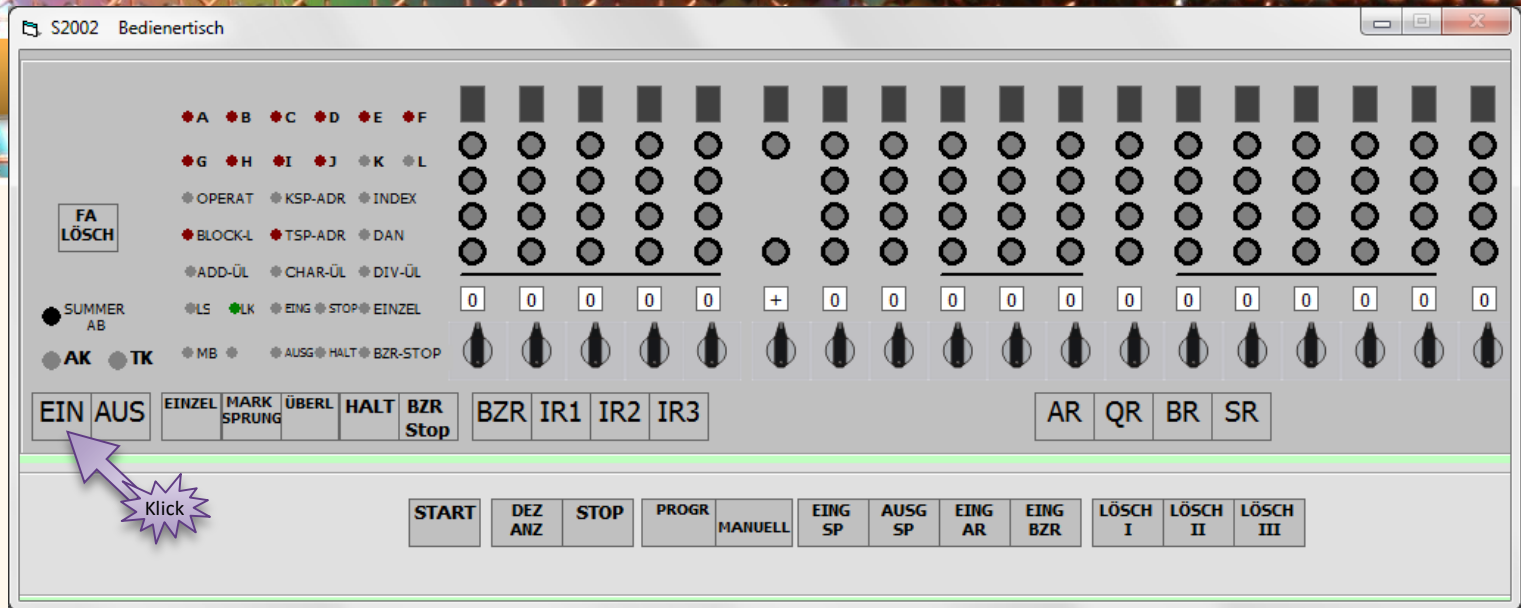 S2002 Bedienertisch
A B C D E F
G H I J K L
OPERAT KSP-ADR INDEX
FA
LÖSCH
BLOCK-L TSP-ADR DAN
ADD-ÜL CHAR-ÜL DIV-ÜL
SUMMER
AB
LS LK EING STOP EINZEL
0 0 0 0 0 + 0 0 0 0 0 0 0 0 0 0 0 0
AK TK
MB AUSG HALT BZR-STOP
EIN AUS
EINZEL
MARK
SPRUNG
ÜBERL
HALT
BZR
Stop
BZR IR1 IR2 IR3
AR QR BR SR
Klick
START
DEZ
ANZ
STOP
PROGR
MANUELL
EING
SP
AUSG
SP
EING
AR
EING
BZR
LÖSCH
I
LÖSCH
II
LÖSCH
III